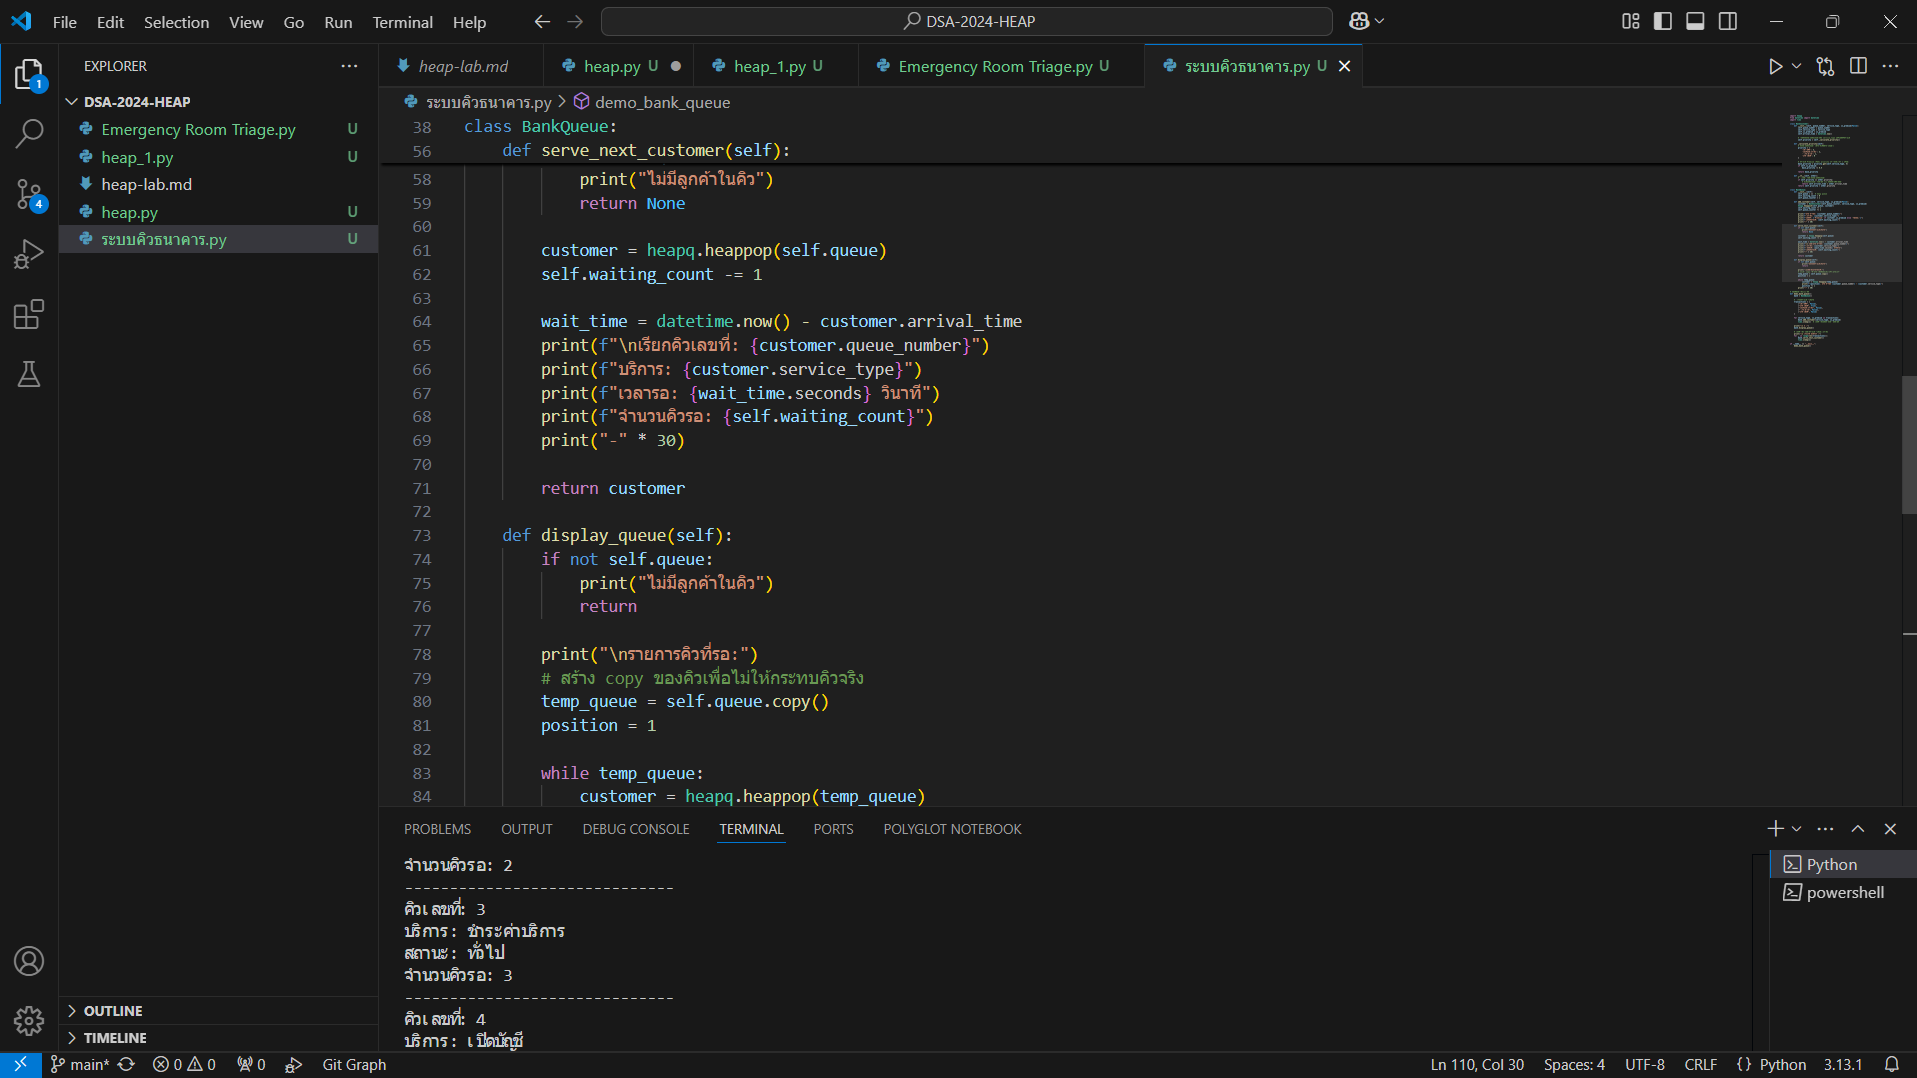 File Edit Selection View Go Run Terminal Help
DSA-2024-HEAP
EXPLORER
DSA-2024-HEAP
Emergency Room Triage.py U
heap_1.py U
heap-lab.md
heap.py U
ระบบคิวธนาคาร.py U
OUTLINE
TIMELINE
1
4
heap-lab.md
heap.py U
heap_1.py U
Emergency Room Triage.py U
ระบบคิวธนาคาร.py U
ระบบคิวธนาคาร.py > demo_bank_queue
38 class BankQueue:
56 def serve_next_customer(self):
58 print("ไม่มีลูกค้าในคิว")
59 return None
60
61 customer = heapq.heappop(self.queue)
62 self.waiting_count -= 1
63
64 wait_time = datetime.now() - customer.arrival_time
65 print(f"\nเรียกคิวเลขที่: {customer.queue_number}")
66 print(f"บริการ: {customer.service_type}")
67 print(f"เวลารอ: {wait_time.seconds} วินาที")
68 print(f"จำนวนคิวรอ: {self.waiting_count}")
69 print("-" * 30)
70
71 return customer
72
73 def display_queue(self):
74 if not self.queue:
75 print("ไม่มีลูกค้าในคิว")
76 return
77
78 print("\nรายการคิวที่รอ:")
79 # สร้าง copy ของคิวเพื่อไม่ให้กระทบคิวจริง
80 temp_queue = self.queue.copy()
81 position = 1
82
83 while temp_queue:
84 customer = heapq.heappop(temp_queue)
PROBLEMS OUTPUT DEBUG CONSOLE TERMINAL PORTS POLYGLOT NOTEBOOK
จำนวนคิวรอ: 2
------------------------------
คิวเลขที่: 3
บริการ: ชำระค่าบริการ
สถานะ: ทั่วไป
จำนวนคิวรอ: 3
------------------------------
คิวเลขที่: 4
บริการ: เปิดบัญชี
Python
powershell
main* 0 0 0 Git Graph
Ln 110, Col 30 Spaces: 4 UTF-8 CRLF {} Python 3.13.1